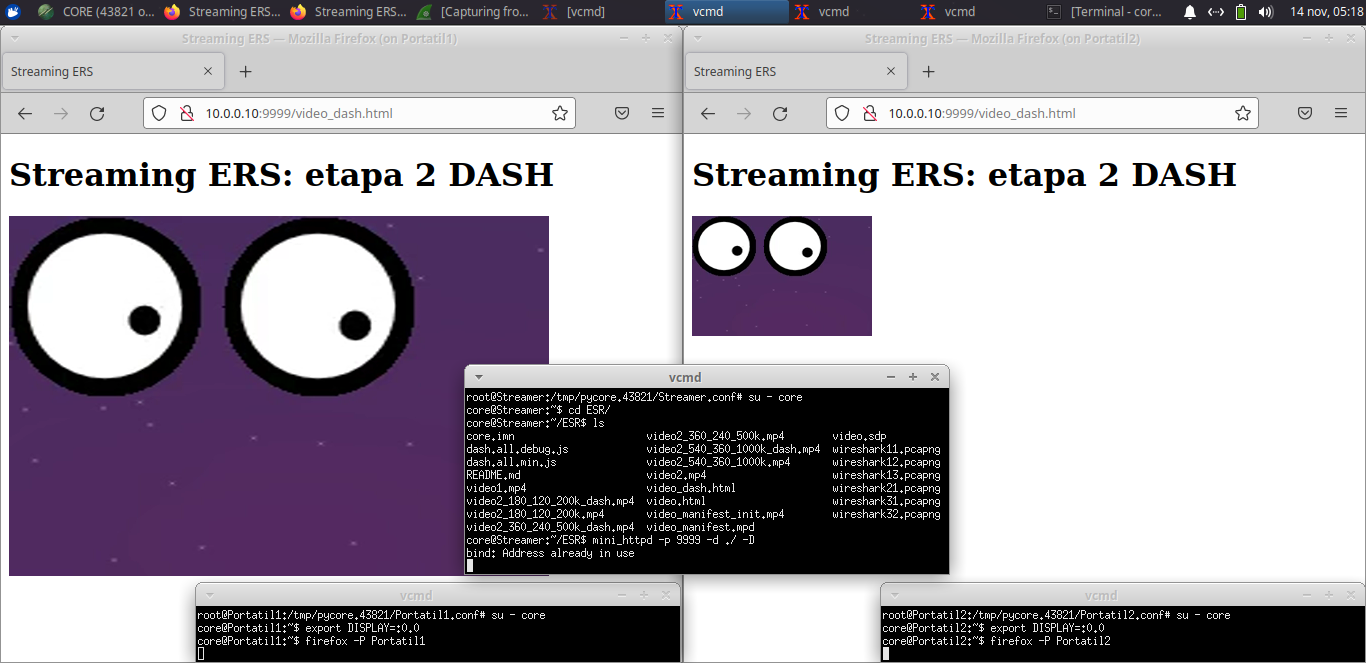 CORE (43821 o... Streaming ERS... Streaming ERS... [Capturing fro... [vcmd] vcmd vcmd vcmd [Terminal - cor... 14 nov, 05:18
Streaming ERS — Mozilla Firefox (on Portatil1)
Streaming ERS
10.0.0.10:9999/video_dash.html
Streaming ERS: etapa 2 DASH
Streaming ERS — Mozilla Firefox (on Portatil2)
Streaming ERS
10.0.0.10:9999/video_dash.html
Streaming ERS: etapa 2 DASH
vcmd
root@Streamer:/tmp/pycore.43821/Streamer.conf# su - core
core@Streamer:~$ cd ESR/
core@Streamer:~/ESR$ ls
core.imn video2_360_240_500k.mp4 video.sdp
dash.all.debug.js video2_540_360_1000k_dash.mp4 wireshark11.pcapng
dash.all.min.js video2_540_360_1000k.mp4 wireshark12.pcapng
README.md video2.mp4 wireshark13.pcapng
video1.mp4 video_dash.html wireshark21.pcapng
video2_180_120_200k_dash.mp4 video.html wireshark31.pcapng
video2_180_120_200k.mp4 video_manifest_init.mp4 wireshark32.pcapng
video2_360_240_500k_dash.mp4 video_manifest.mpd
core@Streamer:~/ESR$ mini_httpd -p 9999 -d ./ -D
bind: Address already in use
vcmd
root@Portatil1:/tmp/pycore.43821/Portatil1.conf# su - core
core@Portatil1:~$ export DISPLAY=:0.0
core@Portatil1:~$ firefox -P Portatil1
vcmd
root@Portatil2:/tmp/pycore.43821/Portatil2.conf# su - core
core@Portatil2:~$ export DISPLAY=:0.0
core@Portatil2:~$ firefox -P Portatil2